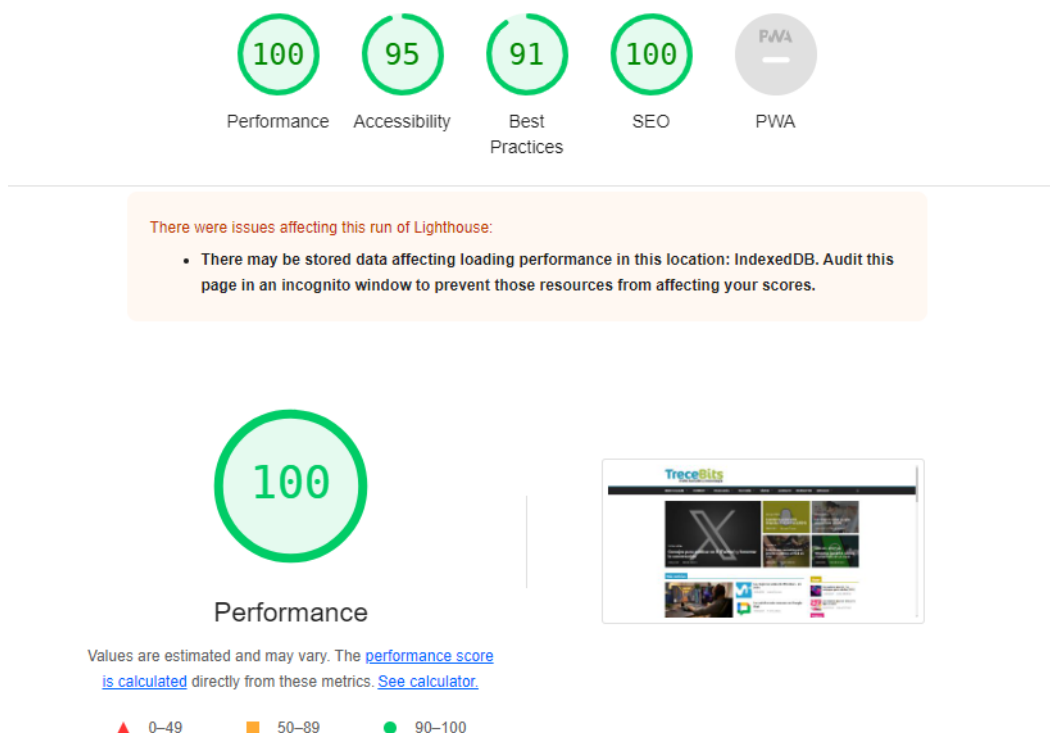 100
95
91
100
PWA
Performance
Accessibility
Best
Practices
SEO
PWA
There were issues affecting this run of Lighthouse:
• There may be stored data affecting loading performance in this location: IndexedDB. Audit this
page in an incognito window to prevent those resources from affecting your scores.
100
Performance
Values are estimated and may vary. The performance score
is calculated directly from these metrics. See calculator.
0–49
50–89
90–100
TreceBits